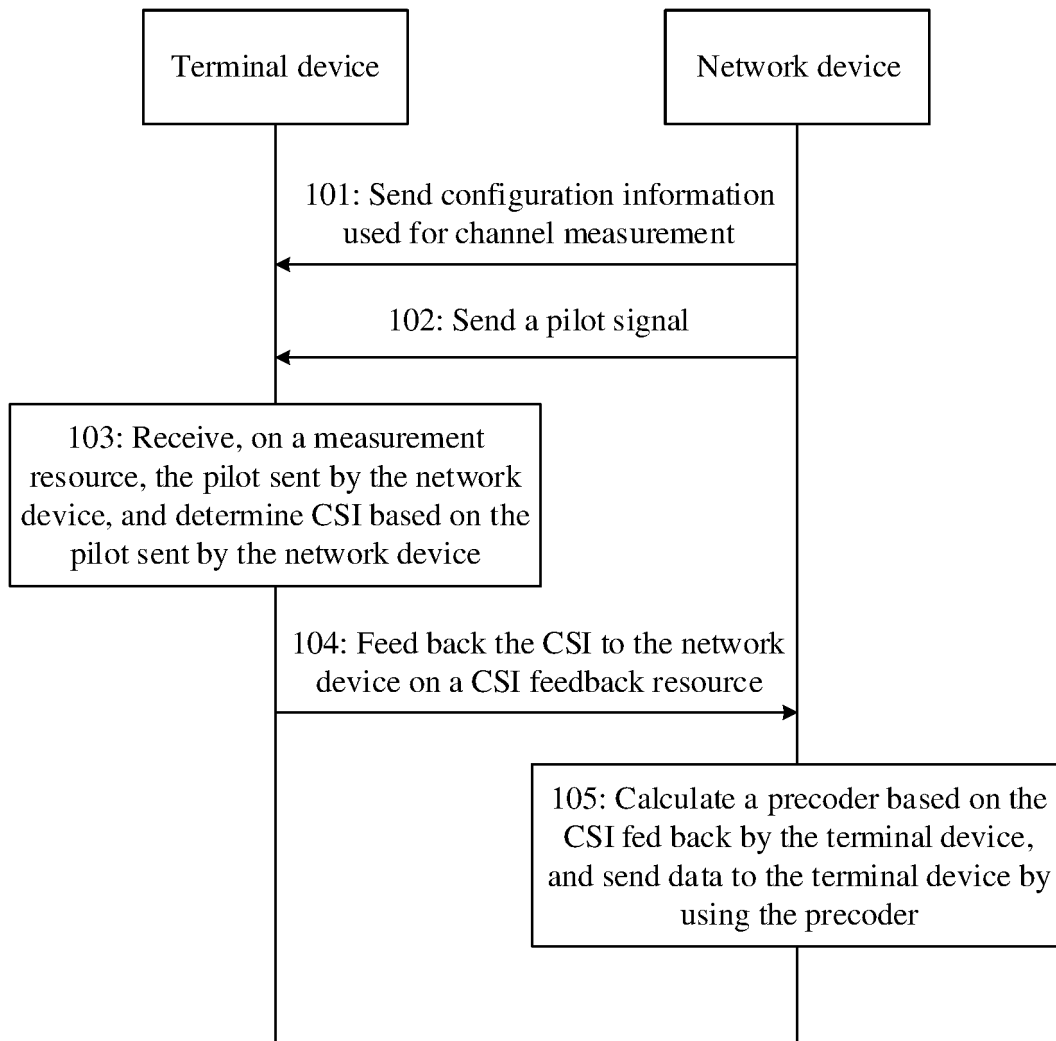 Terminal device
Network device
101: Send configuration information
used for channel measurement
102: Send a pilot signal
103: Receive, on a measurement
resource, the pilot sent by the network
device, and determine CSI based on the
pilot sent by the network device
104: Feed back the CSI to the network
device on a CSI feedback resource
105: Calculate a precoder based on the
CSI fed back by the terminal device,
and send data to the terminal device by
using the precoder